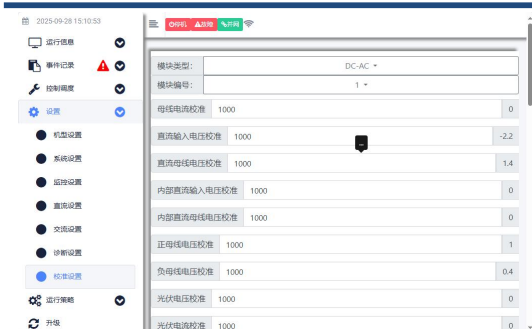 2025-09-28 15:10:53
停机 故障 并网
运行信息
事件记录
控制调度
设置
机型设置
系统设置
监控设置
直流设置
交流设置
诊断设置
校准设置
运行策略
升级
模块类型: DC-AC
模块编号: 1
母线电流校准 1000 0
直流输入电压校准 1000 -2.2
直流母线电压校准 1000 1.4
内部直流输入电压校准 1000 0
内部直流母线电压校准 1000 0
正母线电压校准 1000 1
负母线电压校准 1000 0.4
光伏电压校准 1000 0
光伏电流校准 1000 0